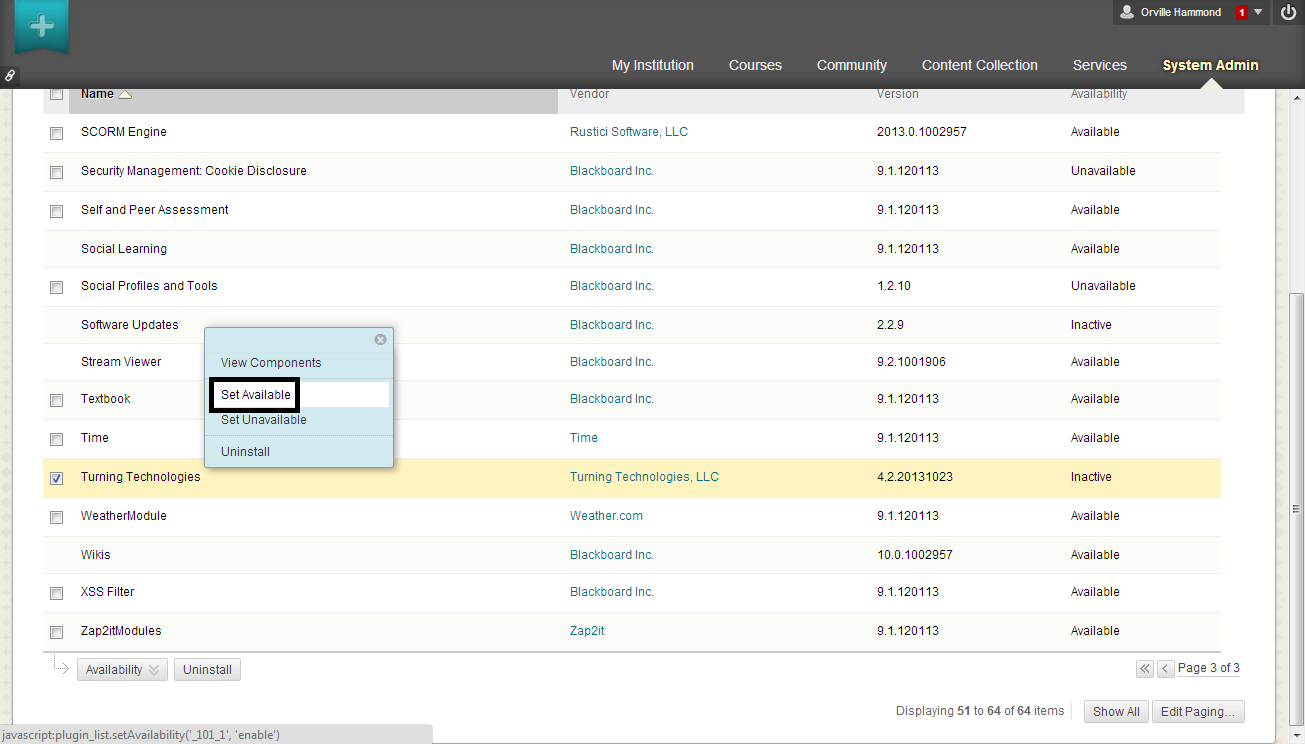 Orville Hammond 1
My Institution Courses Community Content Collection Services System Admin
Name Vendor Version Availability
SCORM Engine Rustici Software, LLC 2013.0.1002957 Available
Security Management: Cookie Disclosure Blackboard Inc. 9.1.120113 Unavailable
Self and Peer Assessment Blackboard Inc. 9.1.120113 Available
Social Learning Blackboard Inc. 9.1.120113 Available
Social Profiles and Tools Blackboard Inc. 1.2.10 Unavailable
Software Updates Blackboard Inc. 2.2.9 Inactive
Stream Viewer Blackboard Inc. 9.2.1001906 Available
Textbook Blackboard Inc. 9.1.120113 Available
Time Time 9.1.120113 Available
View Components
Set Available
Set Unavailable
Uninstall
Turning Technologies Turning Technologies, LLC 4.2.20131023 Inactive
WeatherModule Weather.com 9.1.120113 Available
Wikis Blackboard Inc. 10.0.1002957 Available
XSS Filter Blackboard Inc. 9.1.120113 Available
Zap2itModules Zap2it 9.1.120113 Available
Availability Uninstall Page 3 of 3
Displaying 51 to 64 of 64 items Show All Edit Paging...
javascript:plugin_list.setAvailability('_101_1', 'enable')